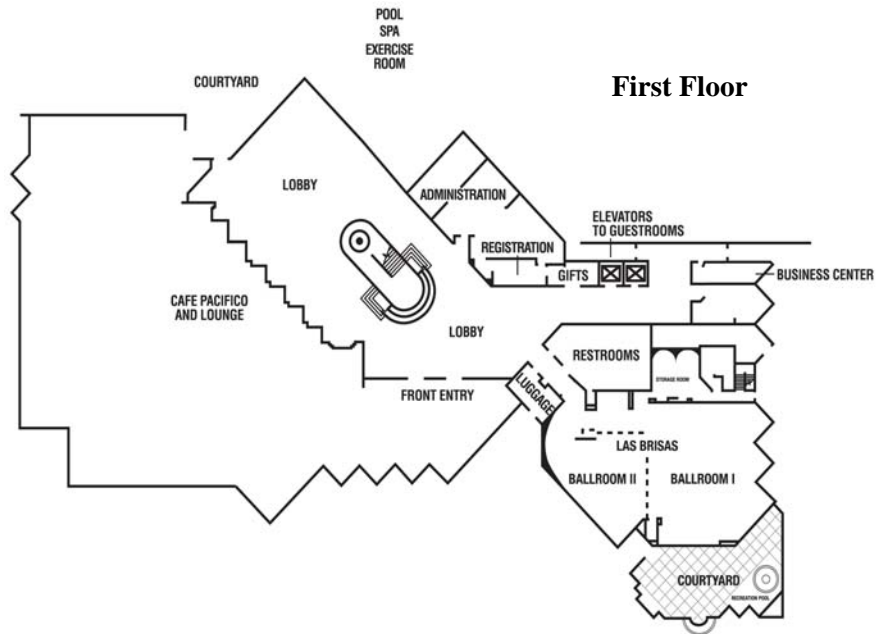 POOL
SPA
EXERCISE
ROOM
COURTYARD
First Floor
LOBBY
ADMINISTRATION
ELEVATORS
TO GUESTROOMS
REGISTRATION
GIFTS
BUSINESS CENTER
CAFE PACIFICO
AND LOUNGE
LOBBY
RESTROOMS
STORAGE ROOM
FRONT ENTRY
LUGGAGE
LAS BRISAS
BALLROOM II
BALLROOM I
COURTYARD
RECREATION POOL